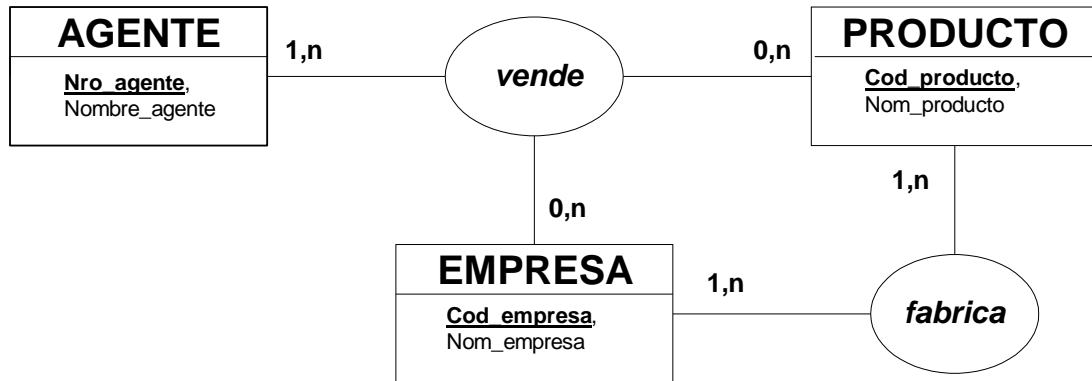 AGENTE
Nro_agente,
Nombre_agente
1,n
vende
0,n
PRODUCTO
Cod_producto,
Nom_producto
0,n
1,n
EMPRESA
Cod_empresa,
Nom_empresa
1,n
fabrica